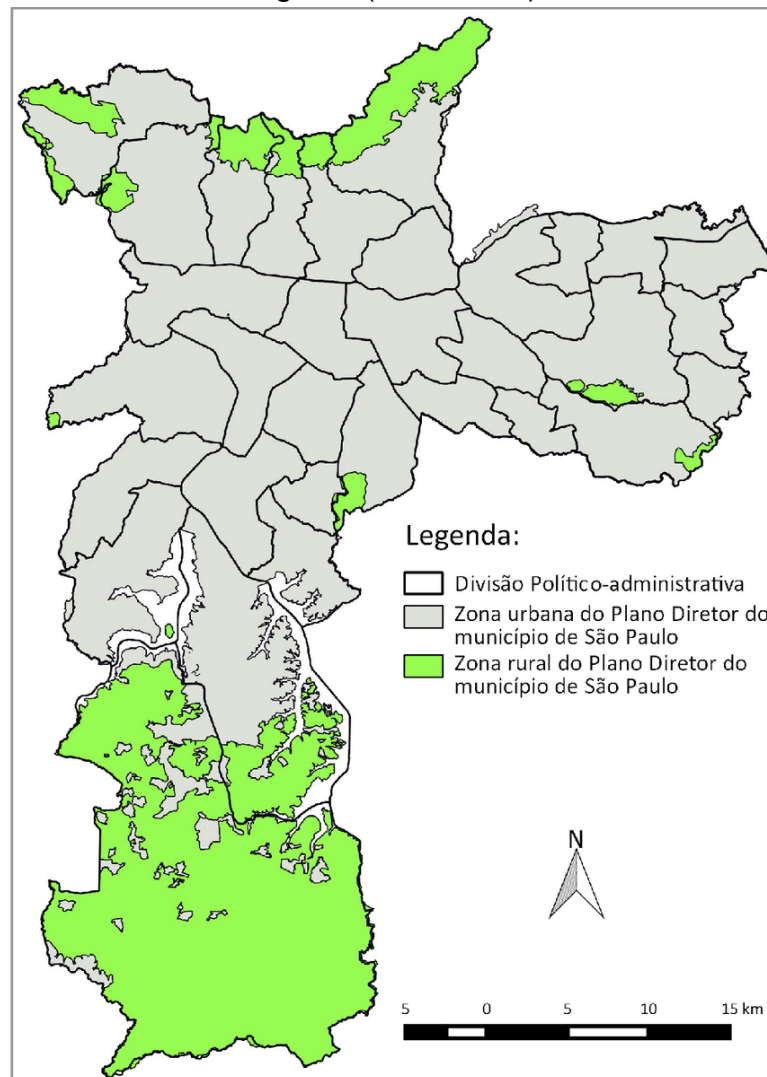 Legenda:
Divisão Político-administrativa
Zona urbana do Plano Diretor do
município de São Paulo
Zona rural do Plano Diretor do
município de São Paulo
N
5 0 5 10 15 km